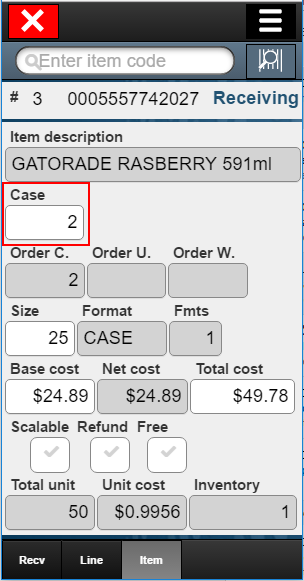 Enter item code
# 3 0005557742027 Receiving
Item description
GATORADE RASBERRY 591ml
Case
2
Order C. Order U. Order W.
2
Size Format Fmts
25 CASE 1
Base cost Net cost Total cost
$24.89 $24.89 $49.78
Scalable Refund Free
Total unit Unit cost Inventory
50 $0.9956 1
Recv Line Item